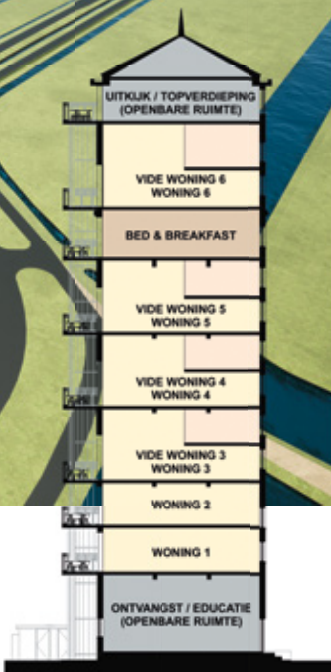 UITKIJK / TOPVERDIEPING
(OPENBARE RUIMTE)
VIDE WONING 6
WONING 6
BED & BREAKFAST
VIDE WONING 5
WONING 5
VIDE WONING 4
WONING 4
VIDE WONING 3
WONING 3
WONING 2
WONING 1
ONTVANGST / EDUCATIE
(OPENBARE RUIMTE)